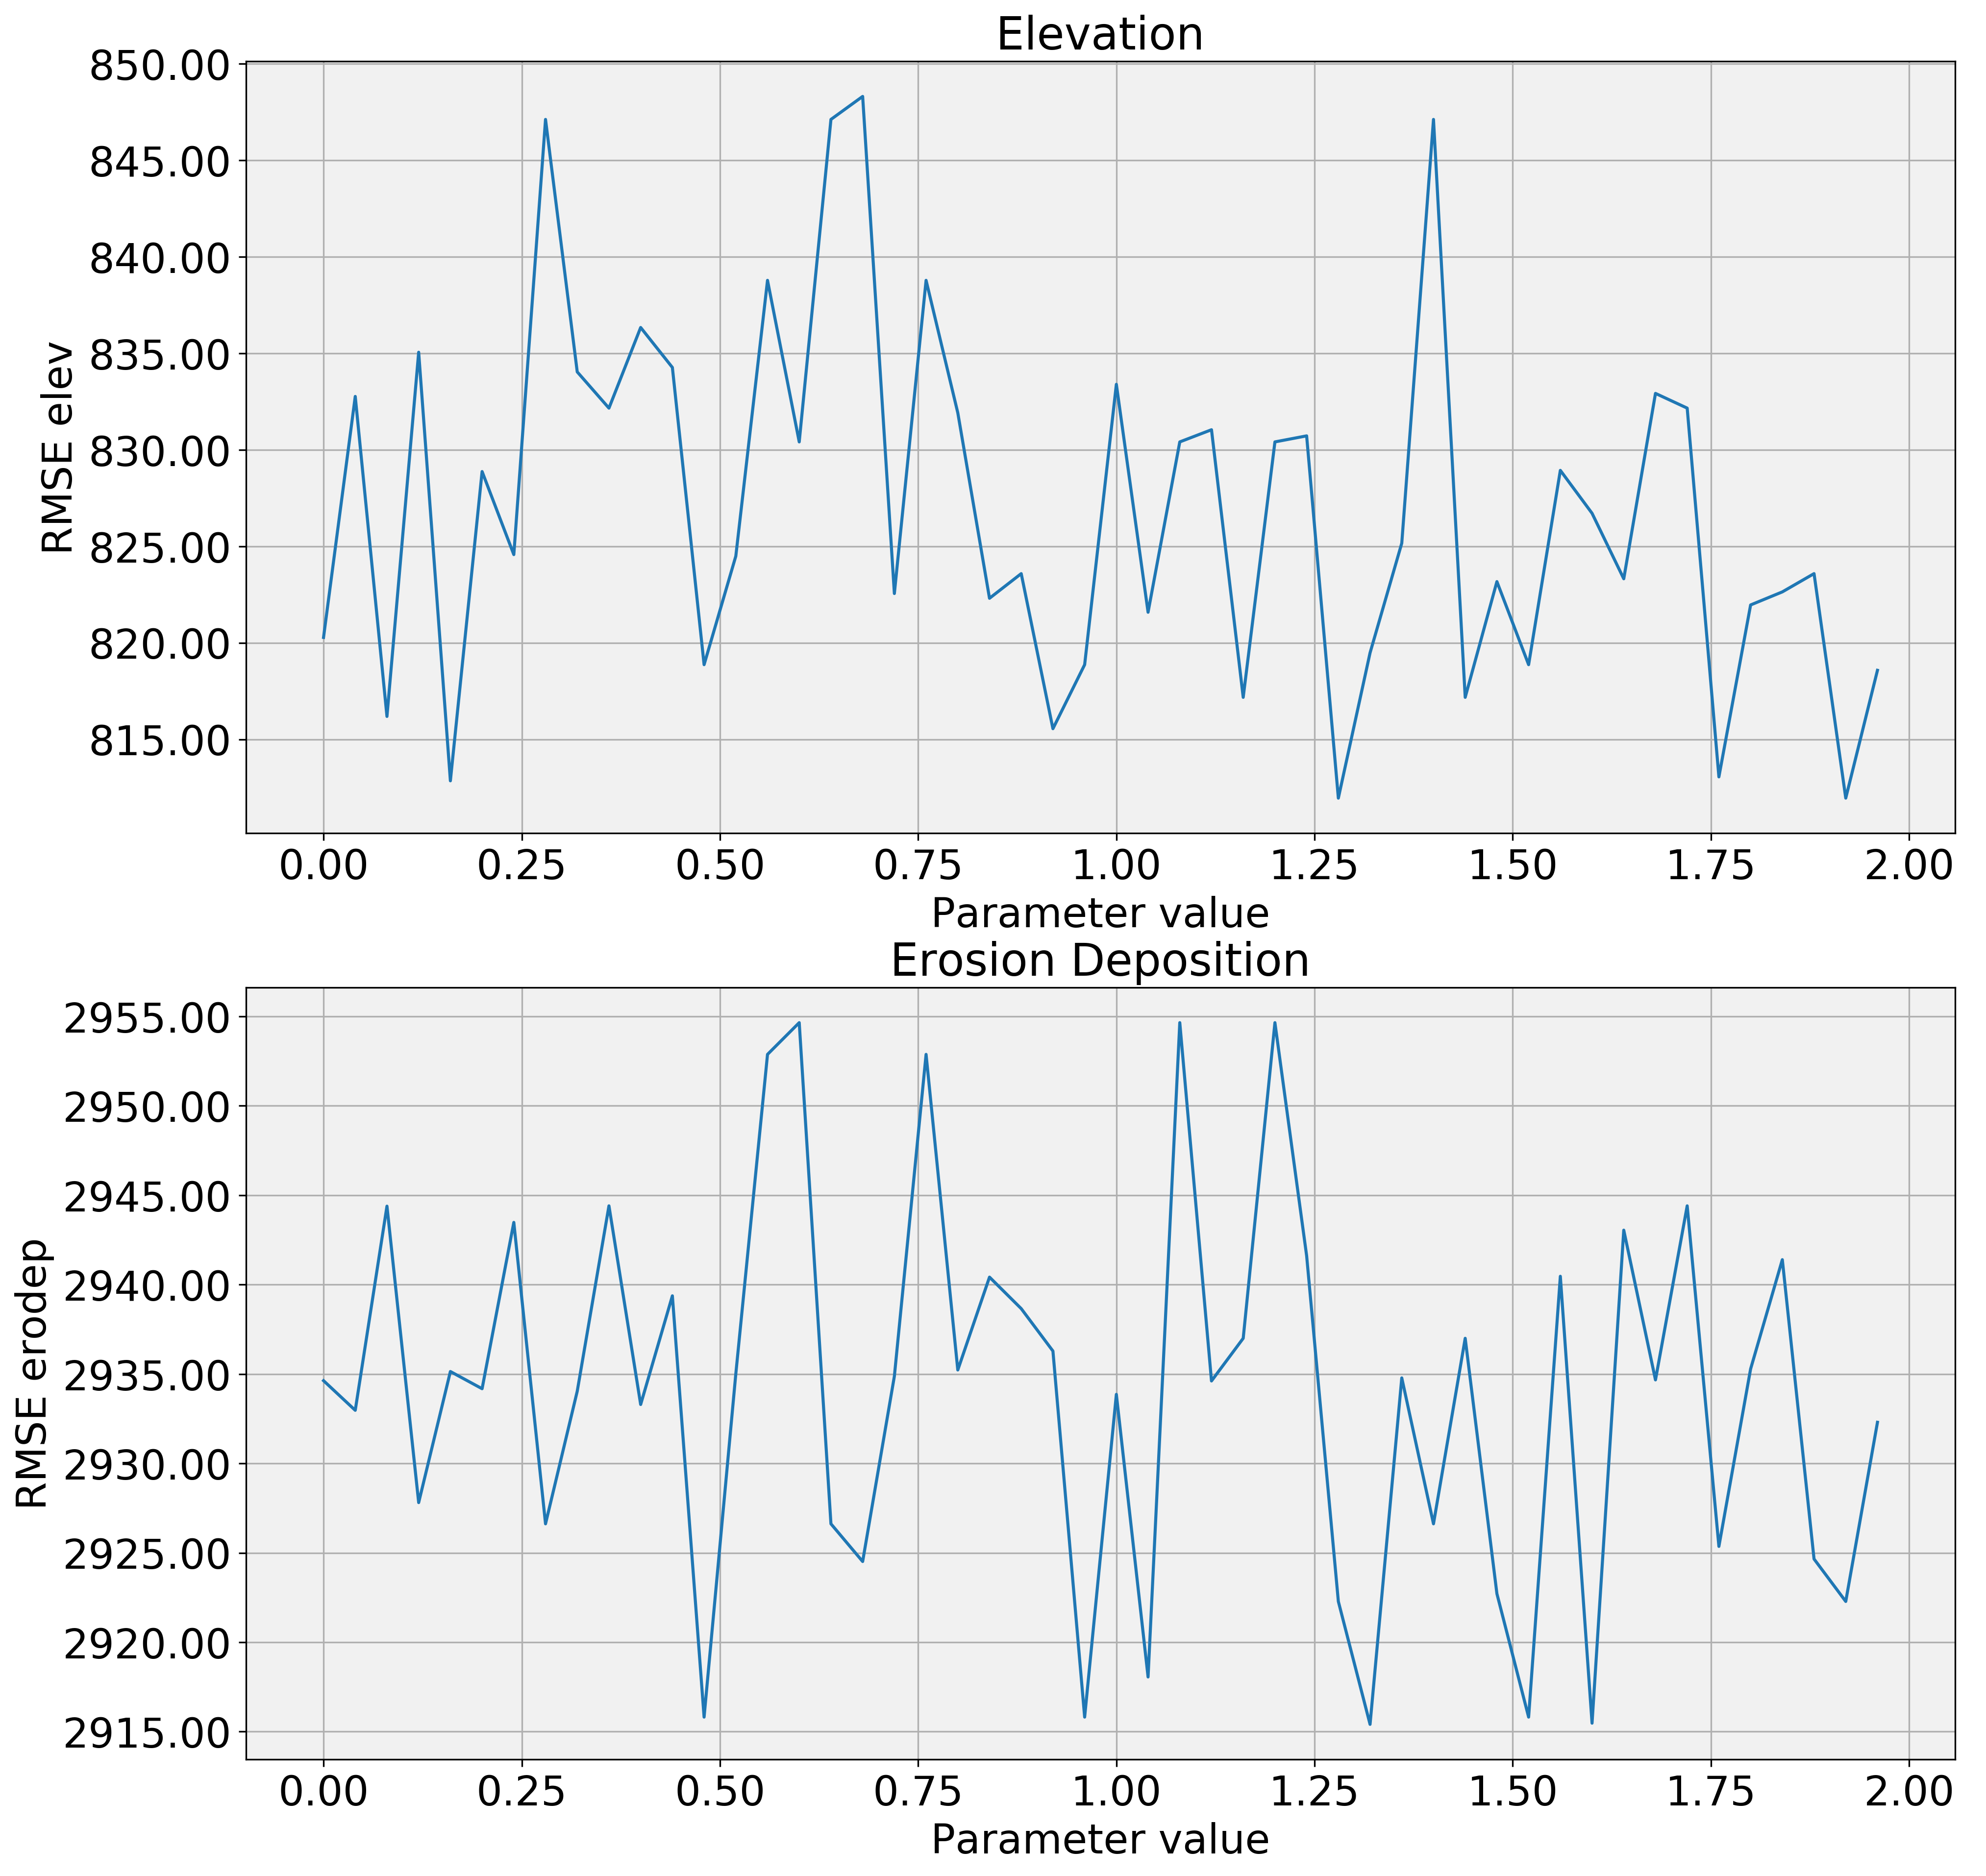 Elevation
850.00
845.00
840.00
835.00
830.00
825.00
820.00
815.00
RMSE elev
0.00 0.25 0.50 0.75 1.00 1.25 1.50 1.75 2.00
Parameter value
Erosion Deposition
2955.00
2950.00
2945.00
2940.00
2935.00
2930.00
2925.00
2920.00
2915.00
RMSE erodep
0.00 0.25 0.50 0.75 1.00 1.25 1.50 1.75 2.00
Parameter value